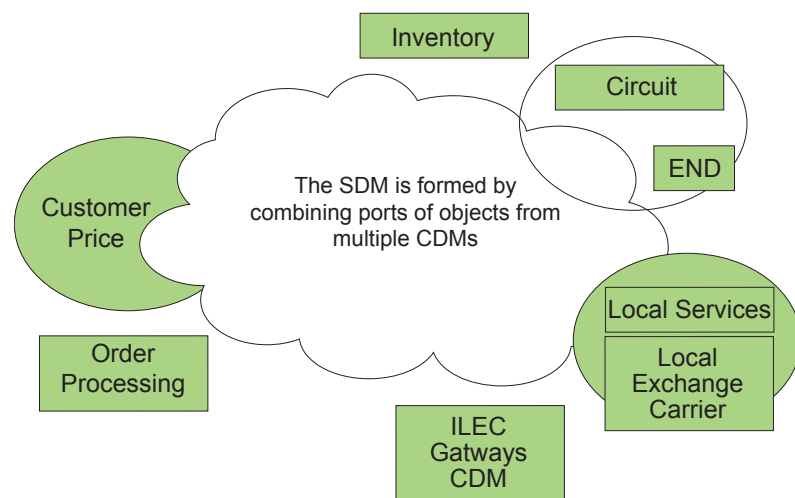 Inventory
Circuit
END
The SDM is formed by
combining ports of objects from
multiple CDMs
Customer
Price
Local Services
Local
Exchange
Carrier
Order
Processing
ILEC
Gatways
CDM